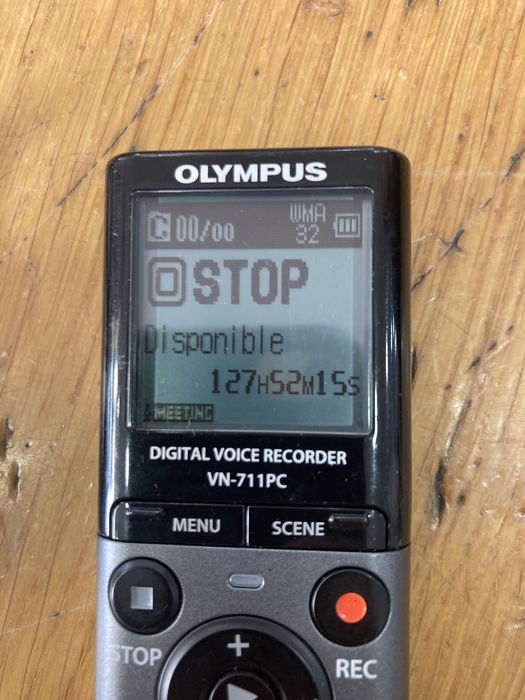 OLYMPUS
C 00/00 WMA 32
STOP
Disponible
127H52M15s
MEETING
DIGITAL VOICE RECORDER
VN-711PC
MENU SCENE
STOP REC
+